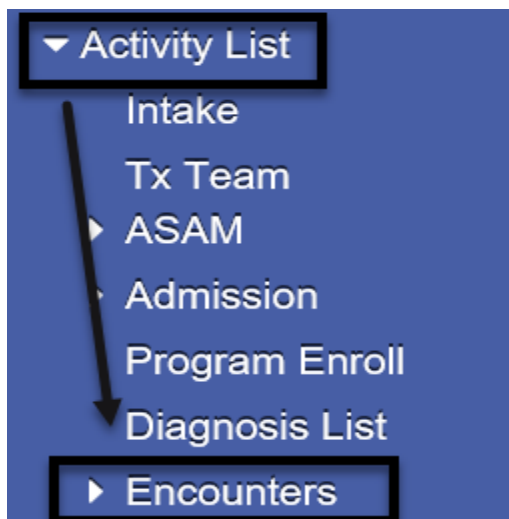 Activity List
Intake
Tx Team
ASAM
Admission
Program Enroll
Diagnosis List
Encounters